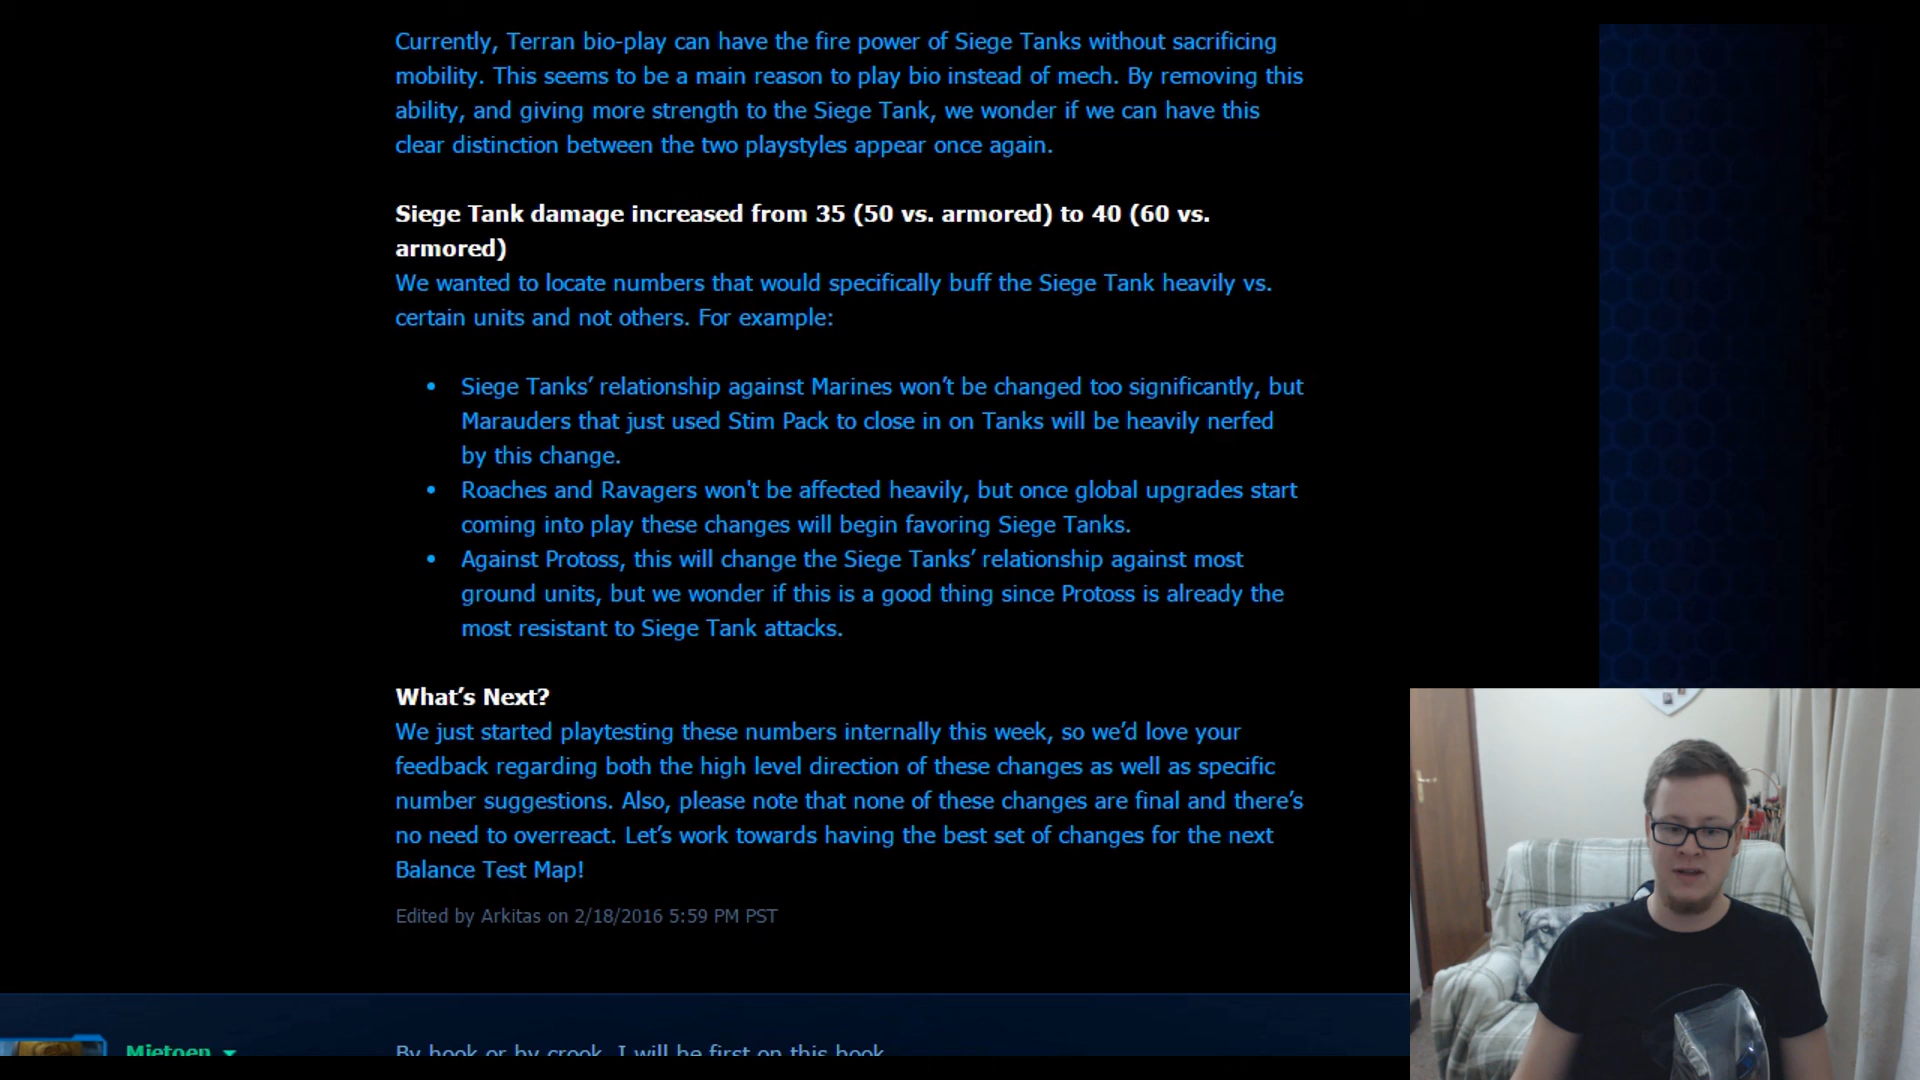 Currently, Terran bio-play can have the fire power of Siege Tanks without sacrificing
mobility. This seems to be a main reason to play bio instead of mech. By removing this
ability, and giving more strength to the Siege Tank, we wonder if we can have this
clear distinction between the two playstyles appear once again.
Siege Tank damage increased from 35 (50 vs. armored) to 40 (60 vs.
armored)
We wanted to locate numbers that would specifically buff the Siege Tank heavily vs.
certain units and not others. For example:
• Siege Tanks’ relationship against Marines won’t be changed too significantly, but
Marauders that just used Stim Pack to close in on Tanks will be heavily nerfed
by this change.
• Roaches and Ravagers won't be affected heavily, but once global upgrades start
coming into play these changes will begin favoring Siege Tanks.
• Against Protoss, this will change the Siege Tanks’ relationship against most
ground units, but we wonder if this is a good thing since Protoss is already the
most resistant to Siege Tank attacks.
What’s Next?
We just started playtesting these numbers internally this week, so we’d love your
feedback regarding both the high level direction of these changes as well as specific
number suggestions. Also, please note that none of these changes are final and there’s
no need to overreact. Let’s work towards having the best set of changes for the next
Balance Test Map!
Edited by Arkitas on 2/18/2016 5:59 PM PST
Mietoen
By hook or by crook, I will be first on this book